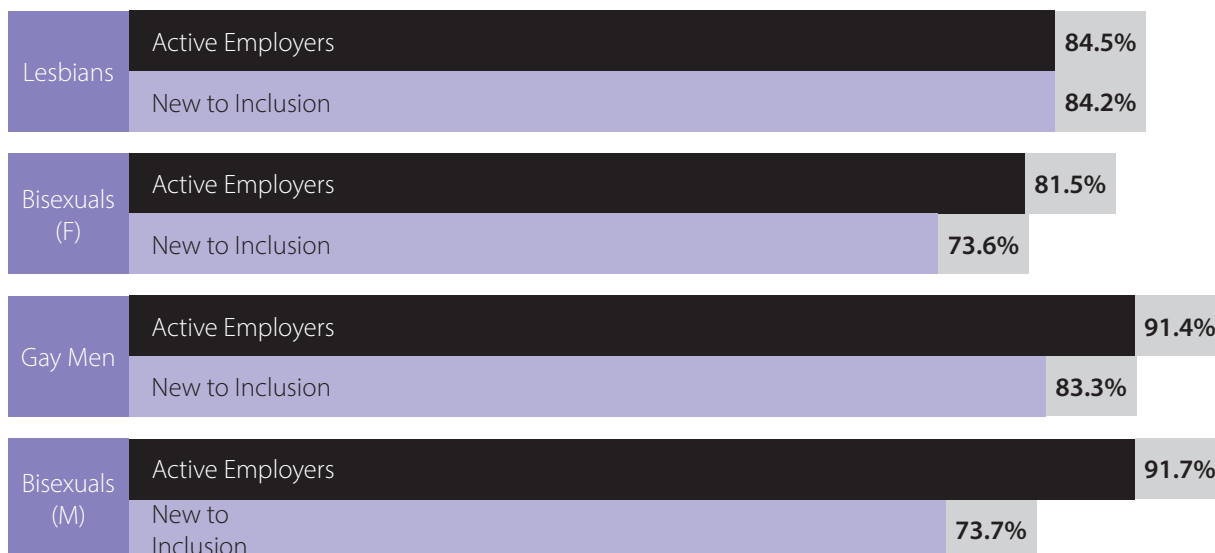 Lesbians
Active Employers 84.5%
New to Inclusion 84.2%
Bisexuals
(F)
Active Employers 81.5%
New to Inclusion 73.6%
Gay Men
Active Employers 91.4%
New to Inclusion 83.3%
Bisexuals
(M)
Active Employers 91.7%
New to
Inclusion
73.7%